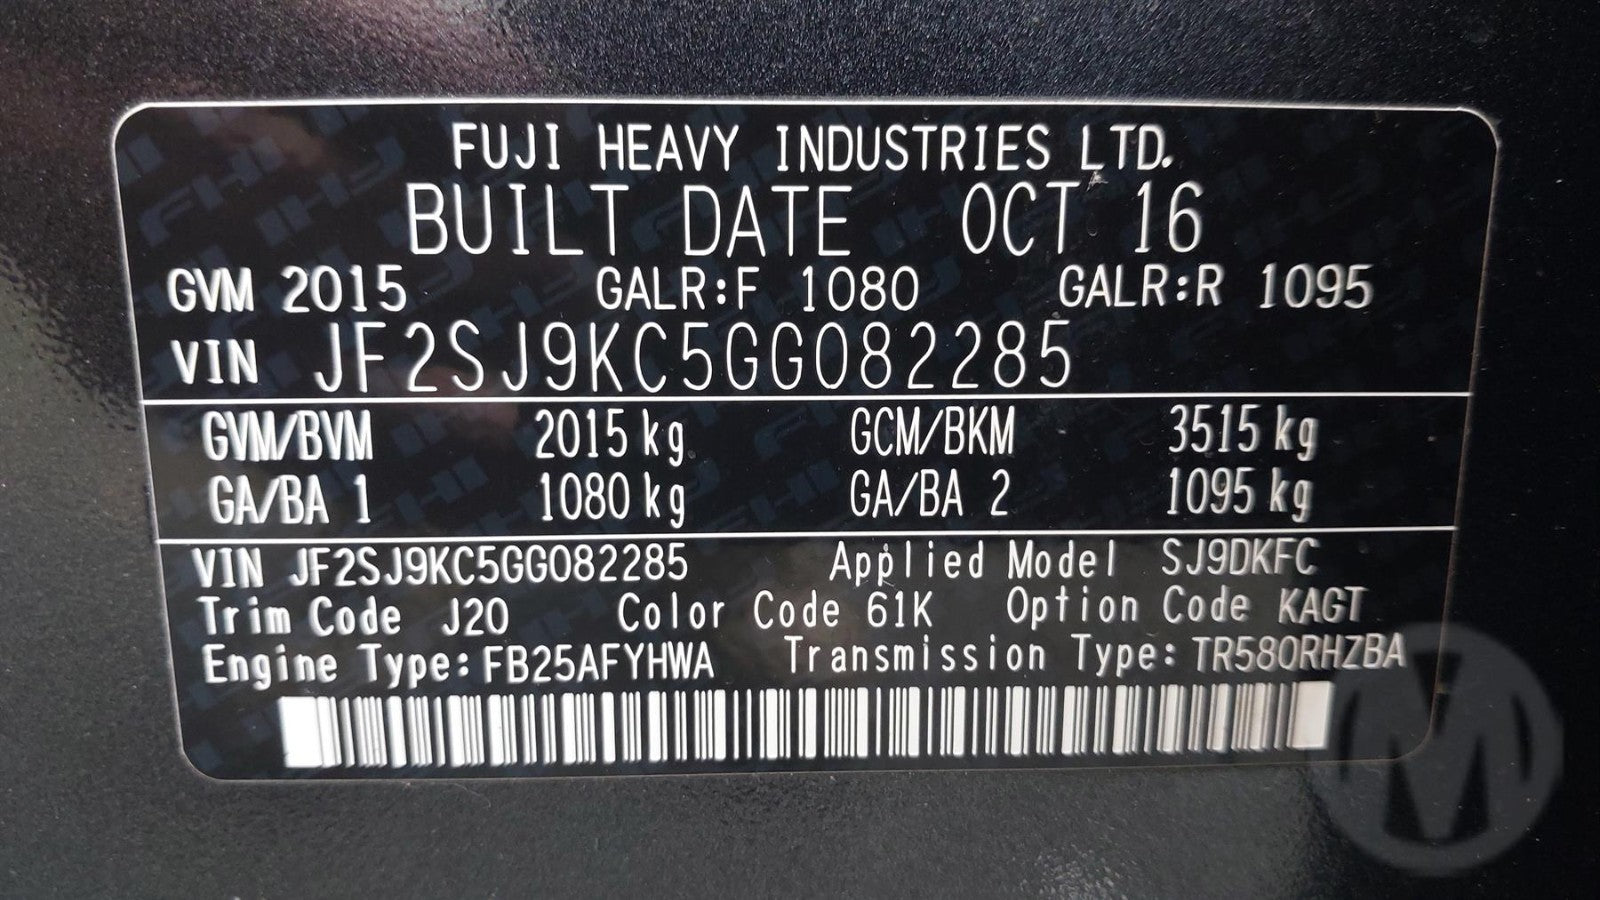 FUJI HEAVY INDUSTRIES LTD.
BUILT DATE OCT 16
GVM 2015 GALR:F 1080 GALR:R 1095
VIN JF2SJ9KC5GG082285
GVM/BVM 2015 kg GCM/BKM 3515 kg
GA/BA 1 1080 kg GA/BA 2 1095 kg
VIN JF2SJ9KC5GG082285 Applied Model SJ9DKFC
Trim Code J20 Color Code 61K Option Code KAGT
Engine Type: FB25AFYHWA Transmission Type: TR580RHZBA
M